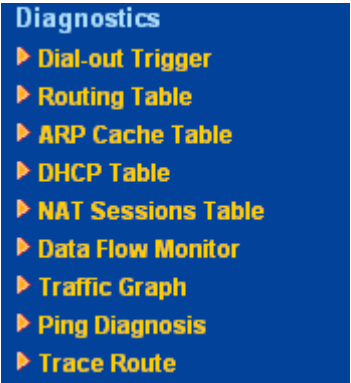 Diagnostics
Dial-out Trigger
Routing Table
ARP Cache Table
DHCP Table
NAT Sessions Table
Data Flow Monitor
Traffic Graph
Ping Diagnosis
Trace Route